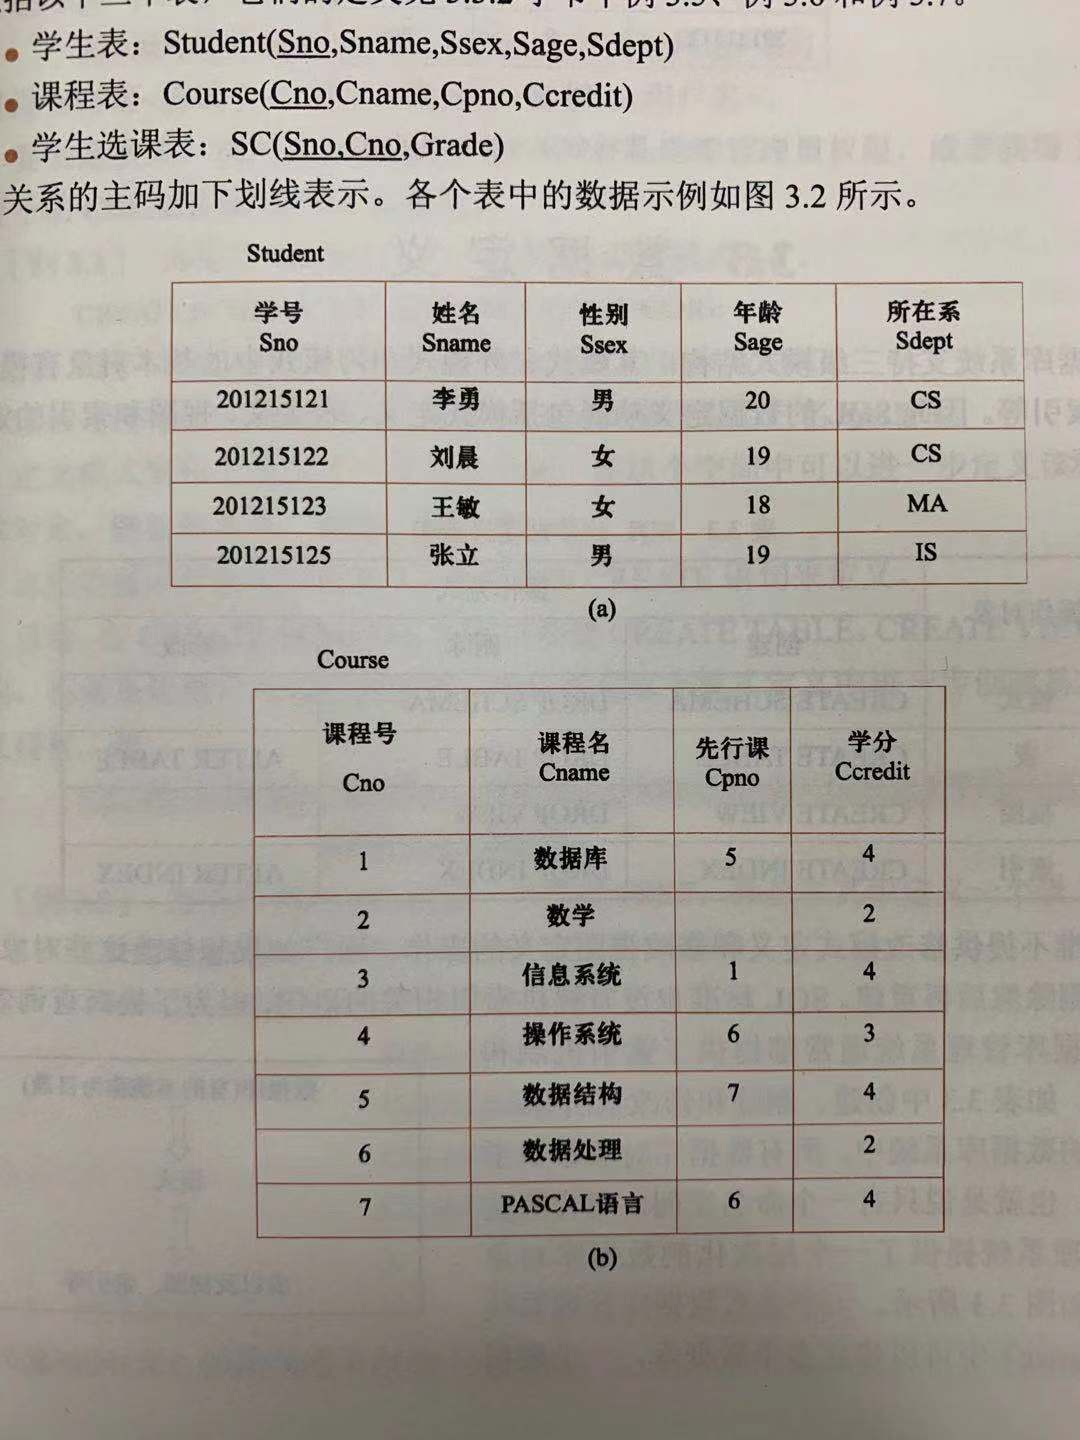 学生表：Student(Sno,Sname,Ssex,Sage,Sdept)
课程表：Course(Cno,Cname,Cpno,Ccredit)
学生选课表：SC(Sno,Cno,Grade)
关系的主码加下划线表示。各个表中的数据示例如图 3.2 所示。
Student
学号 姓名 性别 年龄 所在系
Sno Sname Ssex Sage Sdept
201215121 李勇 男 20 CS
201215122 刘晨 女 19 CS
201215123 王敏 女 18 MA
201215125 张立 男 19 IS
(a)
Course
课程号 课程名 先行课 学分
Cno Cname Cpno Ccredit
1 数据库 5 4
2 数学 2
3 信息系统 1 4
4 操作系统 6 3
5 数据结构 7 4
6 数据处理 2
7 PASCAL语言 6 4
(b)